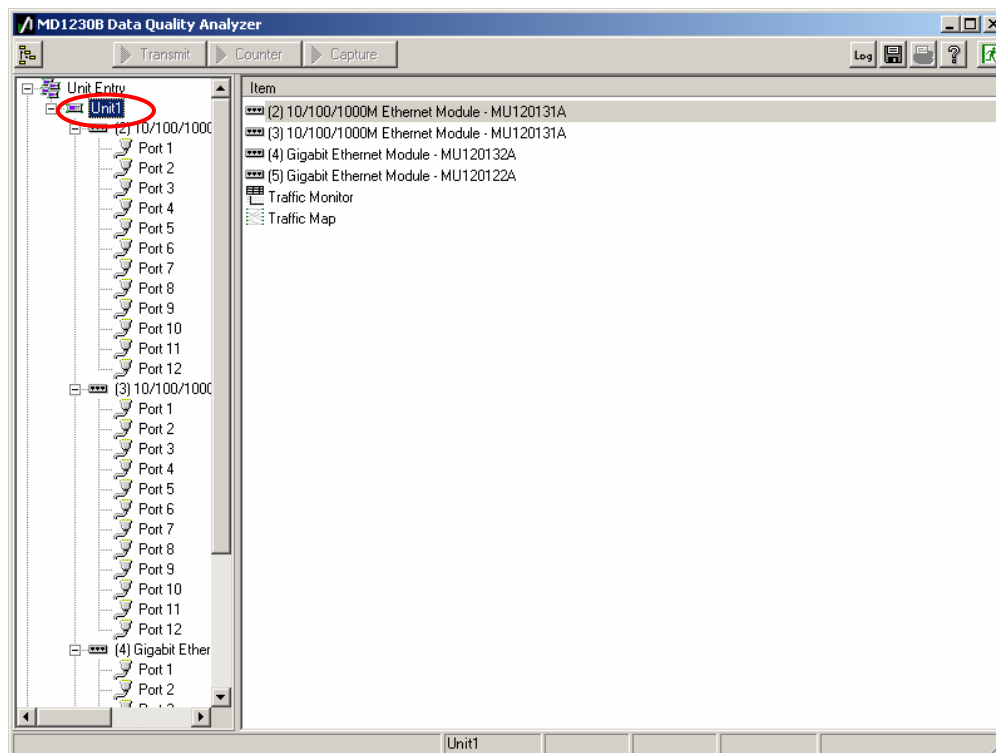 MD1230B Data Quality Analyzer
Transmit
Counter
Capture
Log
Unit Entry
Unit1
(2) 10/100/1000
Port 1
Port 2
Port 3
Port 4
Port 5
Port 6
Port 7
Port 8
Port 9
Port 10
Port 11
Port 12
(3) 10/100/1000
Port 1
Port 2
Port 3
Port 4
Port 5
Port 6
Port 7
Port 8
Port 9
Port 10
Port 11
Port 12
(4) Gigabit Ether
Port 1
Port 2
Item
(2) 10/100/1000M Ethernet Module - MU120131A
(3) 10/100/1000M Ethernet Module - MU120131A
(4) Gigabit Ethernet Module - MU120132A
(5) Gigabit Ethernet Module - MU120122A
Traffic Monitor
Traffic Map
Unit1